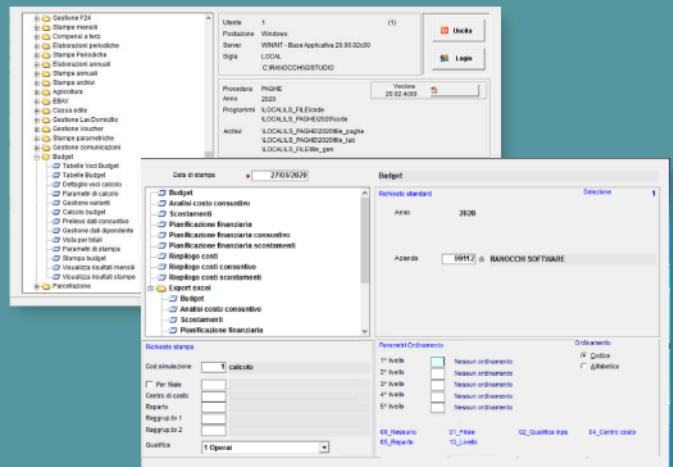 Gestione F24
Stampe mensili
Compensi a terzi
Elaborazioni periodiche
Stampe Periodiche
Elaborazioni annuali
Stampe annuali
Stampe archivi
Agricoltura
EBAV
Cassa edile
Gestione Lav.Domicilio
Gestione Voucher
Stampe parametriche
Gestione comunicazioni
Budget
Tabelle Voci Budget
Tabelle Budget
Dettaglio voci calcolo
Parametri di calcolo
Gestione varianti
Calcolo budget
Prelievo dati consuntivo
Gestione dati dipendente
Vista per totali
Parametri di stampa
Stampa budget
Visualizza risultati mensili
Visualizza risultati stampe
Parcellazione
Utente 1 (1)
Postazione Windows
Server WIN/NT - Base Applicativa 20.00.02c00
Sigla LOCAL
C:\RANOCCHI\GISTUDIO
Uscita
Login
Procedura PAGHE
Anno 2020
Versione
20.02.4c00
Programmi \LOCAL\LS_FILE\code
\LOCAL\LS_PAGHE\2020\code
Archivi \LOCAL\LS_PAGHE\2020\file_paghe
\LOCAL\LS_PAGHE\2020\file_tab
\LOCAL\LS_FILE\file_gen
Data di stampa 27/05/2020
Budget
Budget
Analisi costo consuntivo
Scostamenti
Pianificazione finanziaria
Pianificazione finanziaria consuntivo
Pianificazione finanziaria scostamenti
Riepilogo costi
Riepilogo costi consuntivo
Riepilogo costi scostamenti
Export excel
Budget
Analisi costo consuntivo
Scostamenti
Pianificazione finanziaria
Richieste standard Selezione 1
Anno 2020
Azienda 99112 RANOCCHI SOFTWARE
Richieste stampa
Cod.simulazione 1 calcolo
Per filiale
Centro di costo
Reparto
Raggrup.to 1
Raggrup.to 2
Qualifica 1 Operai
Parametri Ordinamento
1° livello Nessun ordinamento
2° livello Nessun ordinamento
3° livello Nessun ordinamento
4° livello Nessun ordinamento
5° livello Nessun ordinamento
Ordinamento
Codice
Alfabetico
00_Nessuno 01_Filiale 02_Qualifica inps 04_Centro costo
05_Reparto 13_Livello